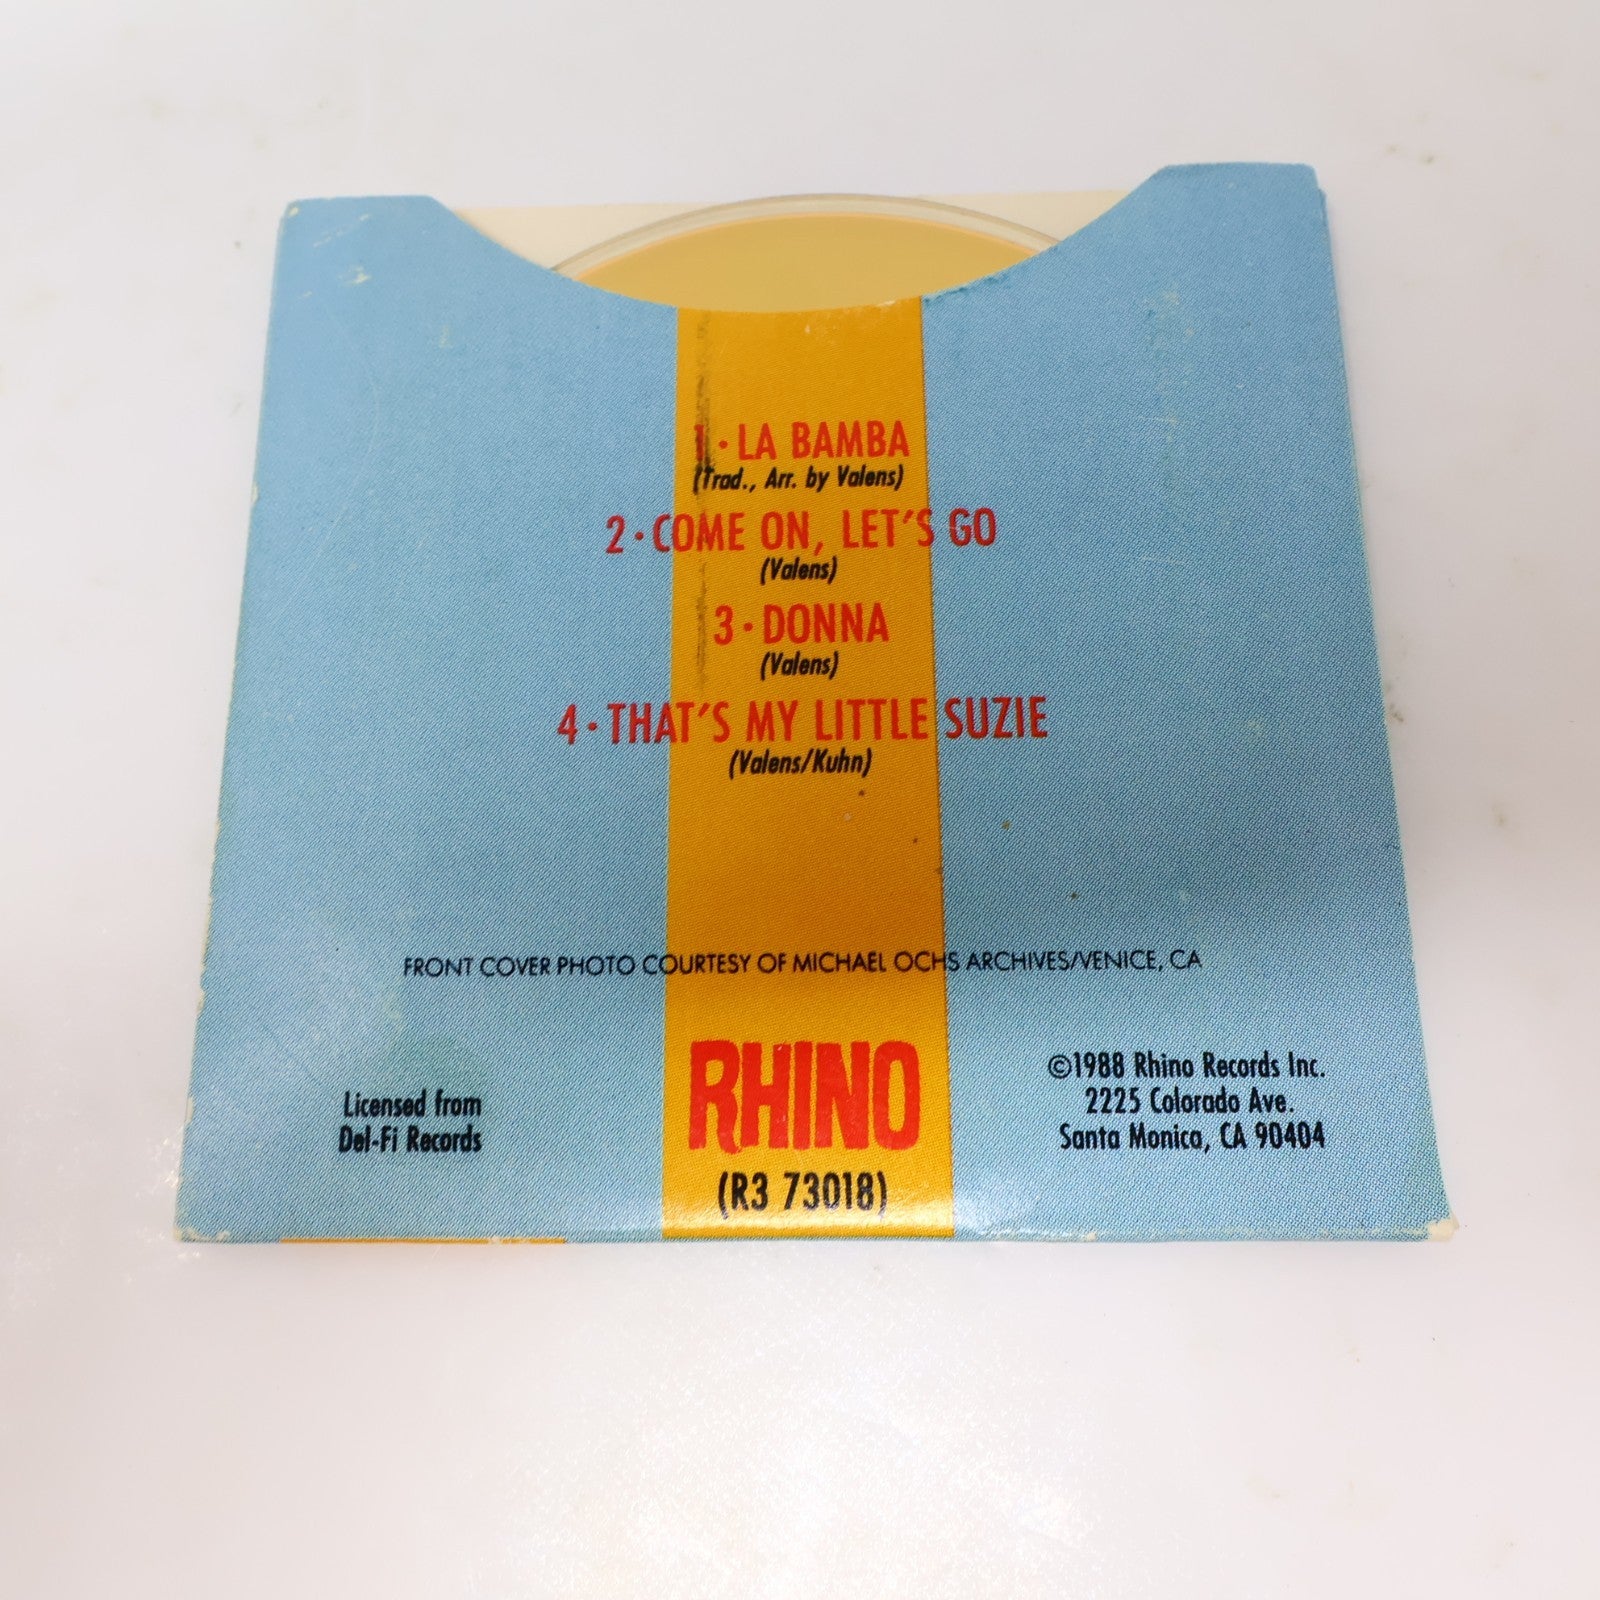 1 • LA BAMBA
(Trad., Arr. by Valens)
2 • COME ON, LET'S GO
(Valens)
3 • DONNA
(Valens)
4 • THAT'S MY LITTLE SUZIE
(Valens/Kuhn)
FRONT COVER PHOTO COURTESY OF MICHAEL OCHS ARCHIVES/VENICE, CA
Licensed from
Del-Fi Records
RHINO
(R3 73018)
©1988 Rhino Records Inc.
2225 Colorado Ave.
Santa Monica, CA 90404